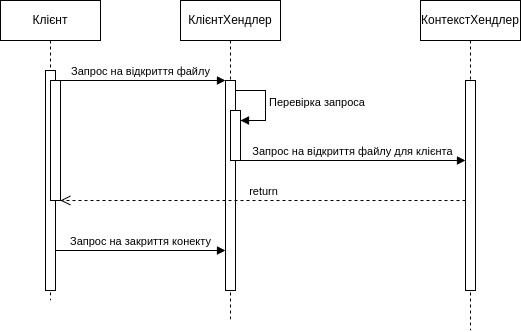 Клієнт
КлієнтХендлер
КонтекстХендлер
Запрос на відкриття файлу
Перевірка запроса
Запрос на відкриття файлу для клієнта
return
Запрос на закриття конекту